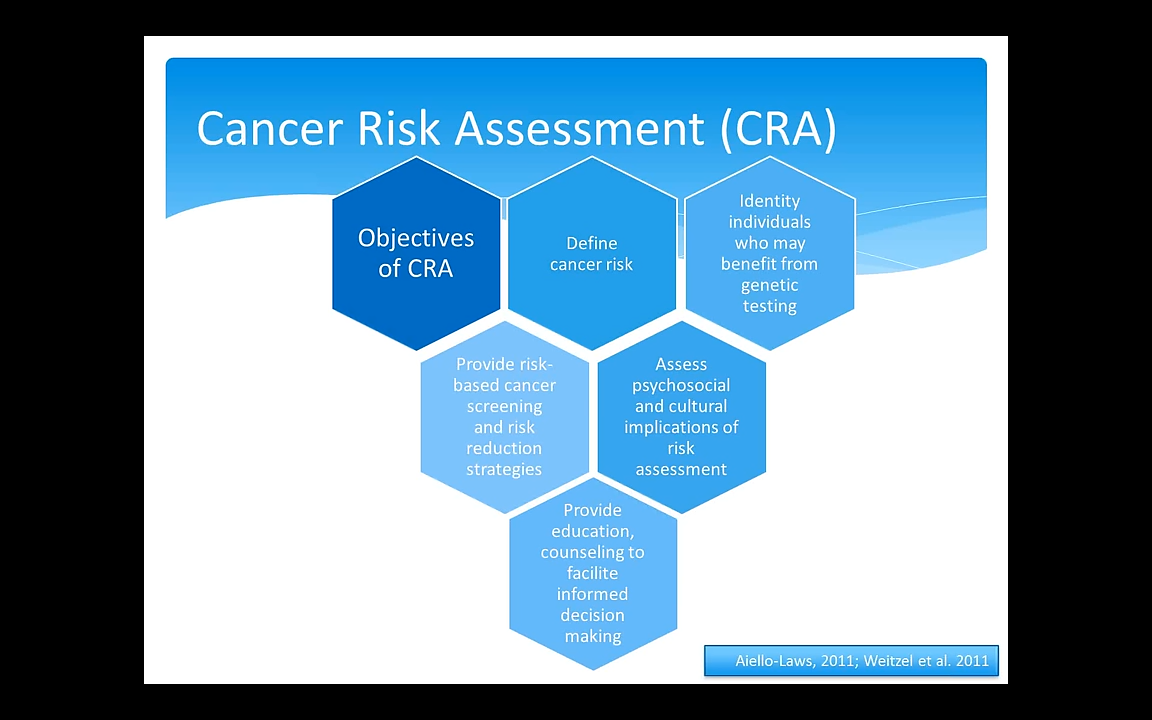 Cancer Risk Assessment (CRA)
Objectives
of CRA
Define
cancer risk
Identity
individuals
who may
benefit from
genetic
testing
Provide risk-
based cancer
screening
and risk
reduction
strategies
Assess
psychosocial
and cultural
implications of
risk
assessment
Provide
education,
counseling to
facilite
informed
decision
making
Aiello-Laws, 2011; Weitzel et al. 2011